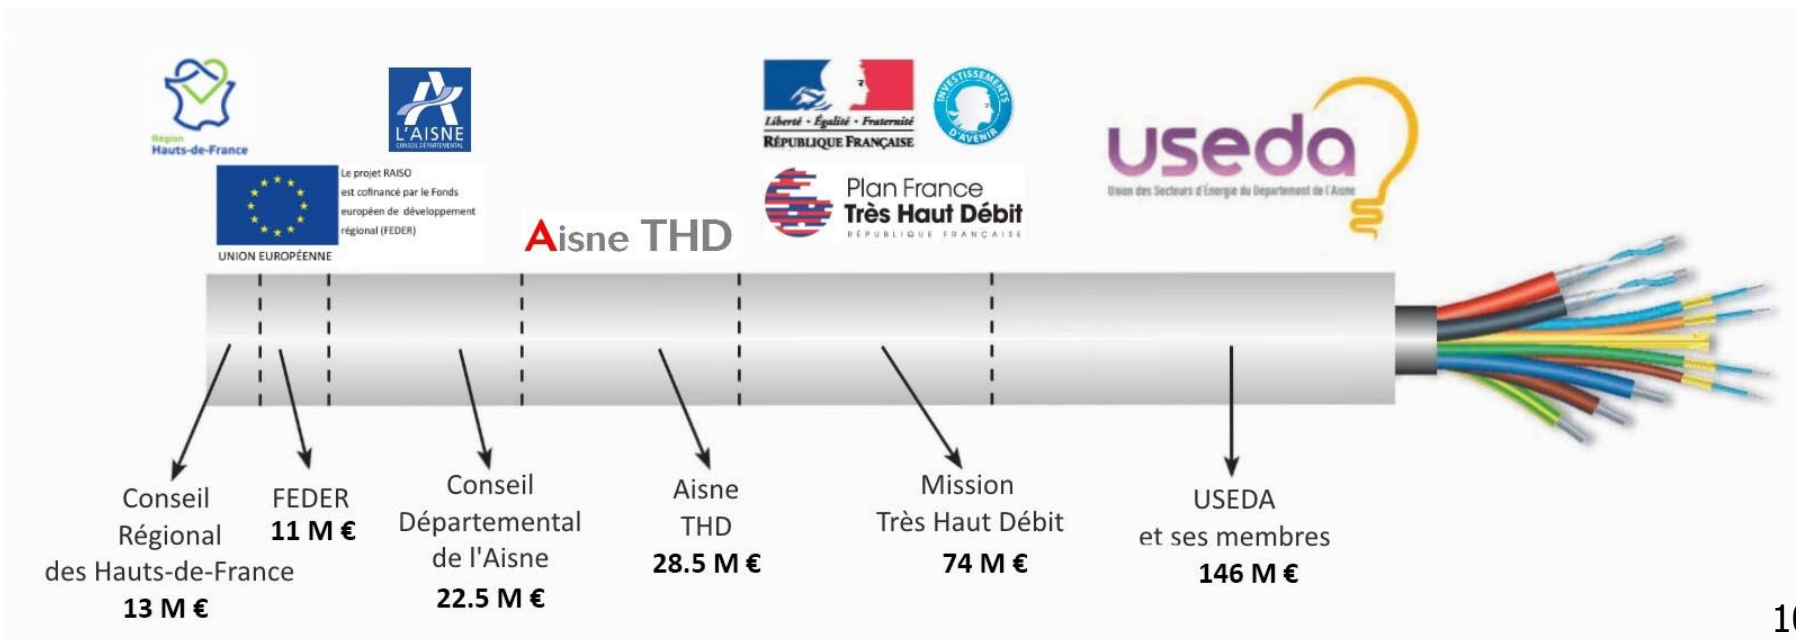 Région
Hauts-de-France
L'AISNE
CONSEIL DÉPARTEMENTAL
Le projet RAISO
est cofinancé par le Fonds
européen de développement
régional (FEDER)
UNION EUROPÉENNE
Aisne THD
Liberté • Égalité • Fraternité
RÉPUBLIQUE FRANÇAISE
INVESTISSEMENTS
D'AVENIR
Plan France
Très Haut Débit
RÉPUBLIQUE FRANÇAISE
useda
Union des Secteurs d'Énergie du Département de l'Aisne
Conseil
Régional
des Hauts-de-France
13 M €
FEDER
11 M €
Conseil
Départemental
de l'Aisne
22.5 M €
Aisne
THD
28.5 M €
Mission
Très Haut Débit
74 M €
USEDA
et ses membres
146 M €